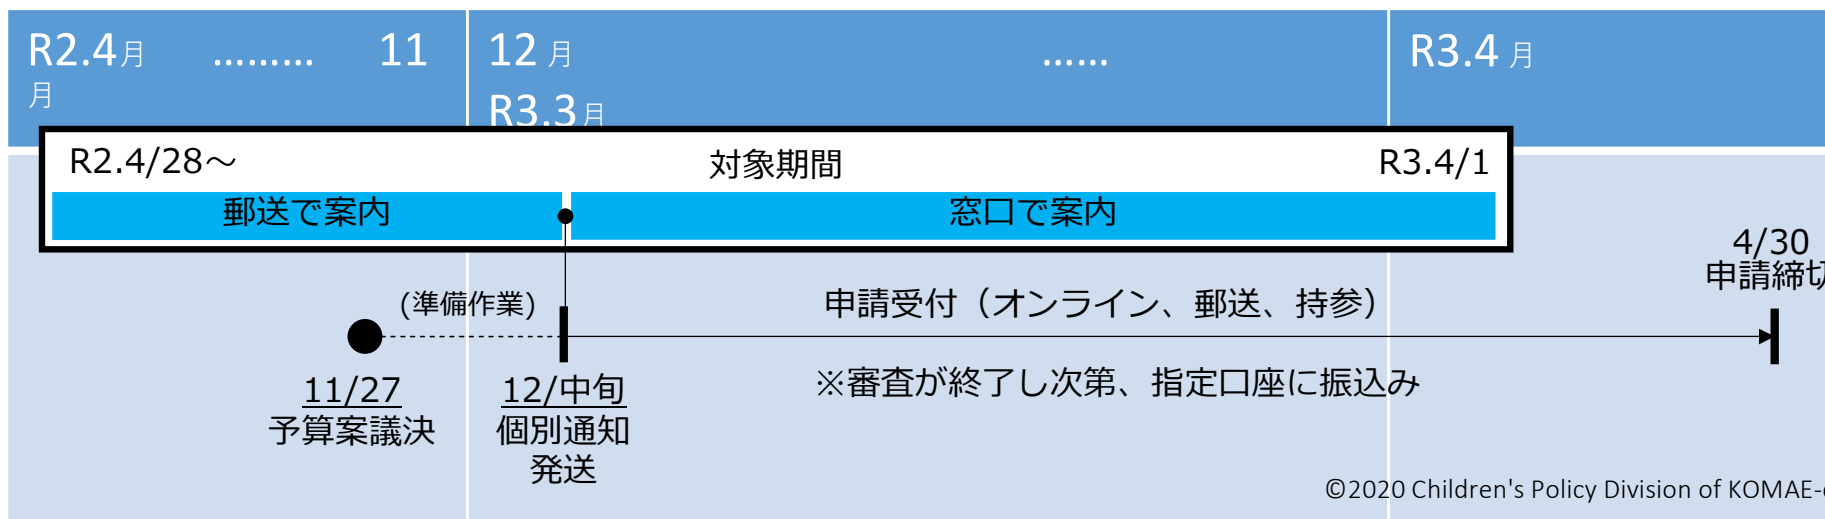 R2.4月 ……… 11
月
12月 ……
R3.3月
R3.4月
R2.4/28～ 対象期間 R3.4/1
郵送で案内 窓口で案内
(準備作業)
申請受付（オンライン、郵送、持参）
4/30
申請締切
11/27
予算案議決
12/中旬
個別通知
発送
※審査が終了し次第、指定口座に振込み
©2020 Children's Policy Division of KOMAE-